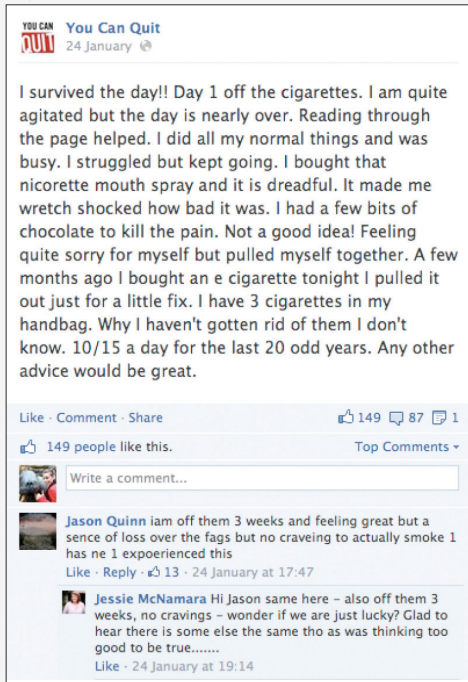 YOU CAN
QUIT
You Can Quit
24 January
I survived the day!! Day 1 off the cigarettes. I am quite
agitated but the day is nearly over. Reading through
the page helped. I did all my normal things and was
busy. I struggled but kept going. I bought that
nicorette mouth spray and it is dreadful. It made me
wretch shocked how bad it was. I had a few bits of
chocolate to kill the pain. Not a good idea! Feeling
quite sorry for myself but pulled myself together. A few
months ago I bought an e cigarette tonight I pulled it
out just for a little fix. I have 3 cigarettes in my
handbag. Why I haven't gotten rid of them I don't
know. 10/15 a day for the last 20 odd years. Any other
advice would be great.
Like · Comment · Share 149 87 1
149 people like this. Top Comments
Write a comment...
Jason Quinn iam off them 3 weeks and feeling great but a
sence of loss over the fags but no craveing to actually smoke 1
has ne 1 expoerienced this
Like · Reply · 13 · 24 January at 17:47
Jessie McNamara Hi Jason same here – also off them 3
weeks, no cravings – wonder if we are just lucky? Glad to
hear there is some else the same tho as was thinking too
good to be true.......
Like · 24 January at 19:14